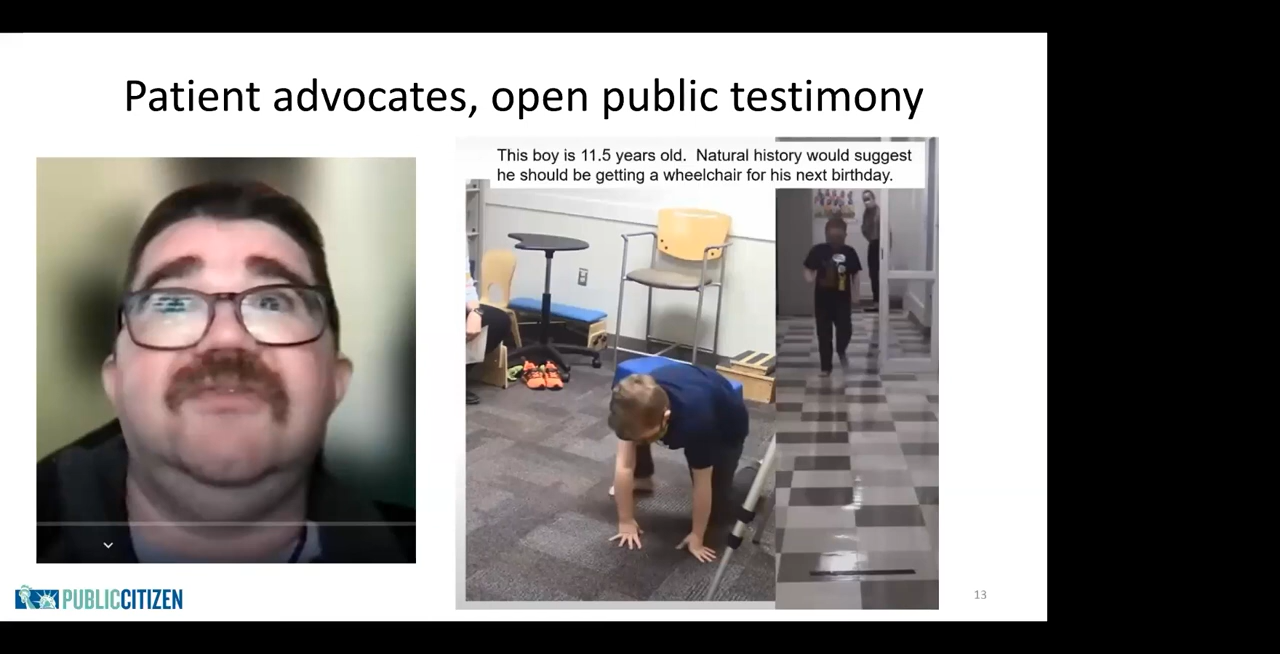 Patient advocates, open public testimony
This boy is 11.5 years old.  Natural history would suggest
he should be getting a wheelchair for his next birthday.
PUBLICCITIZEN
13